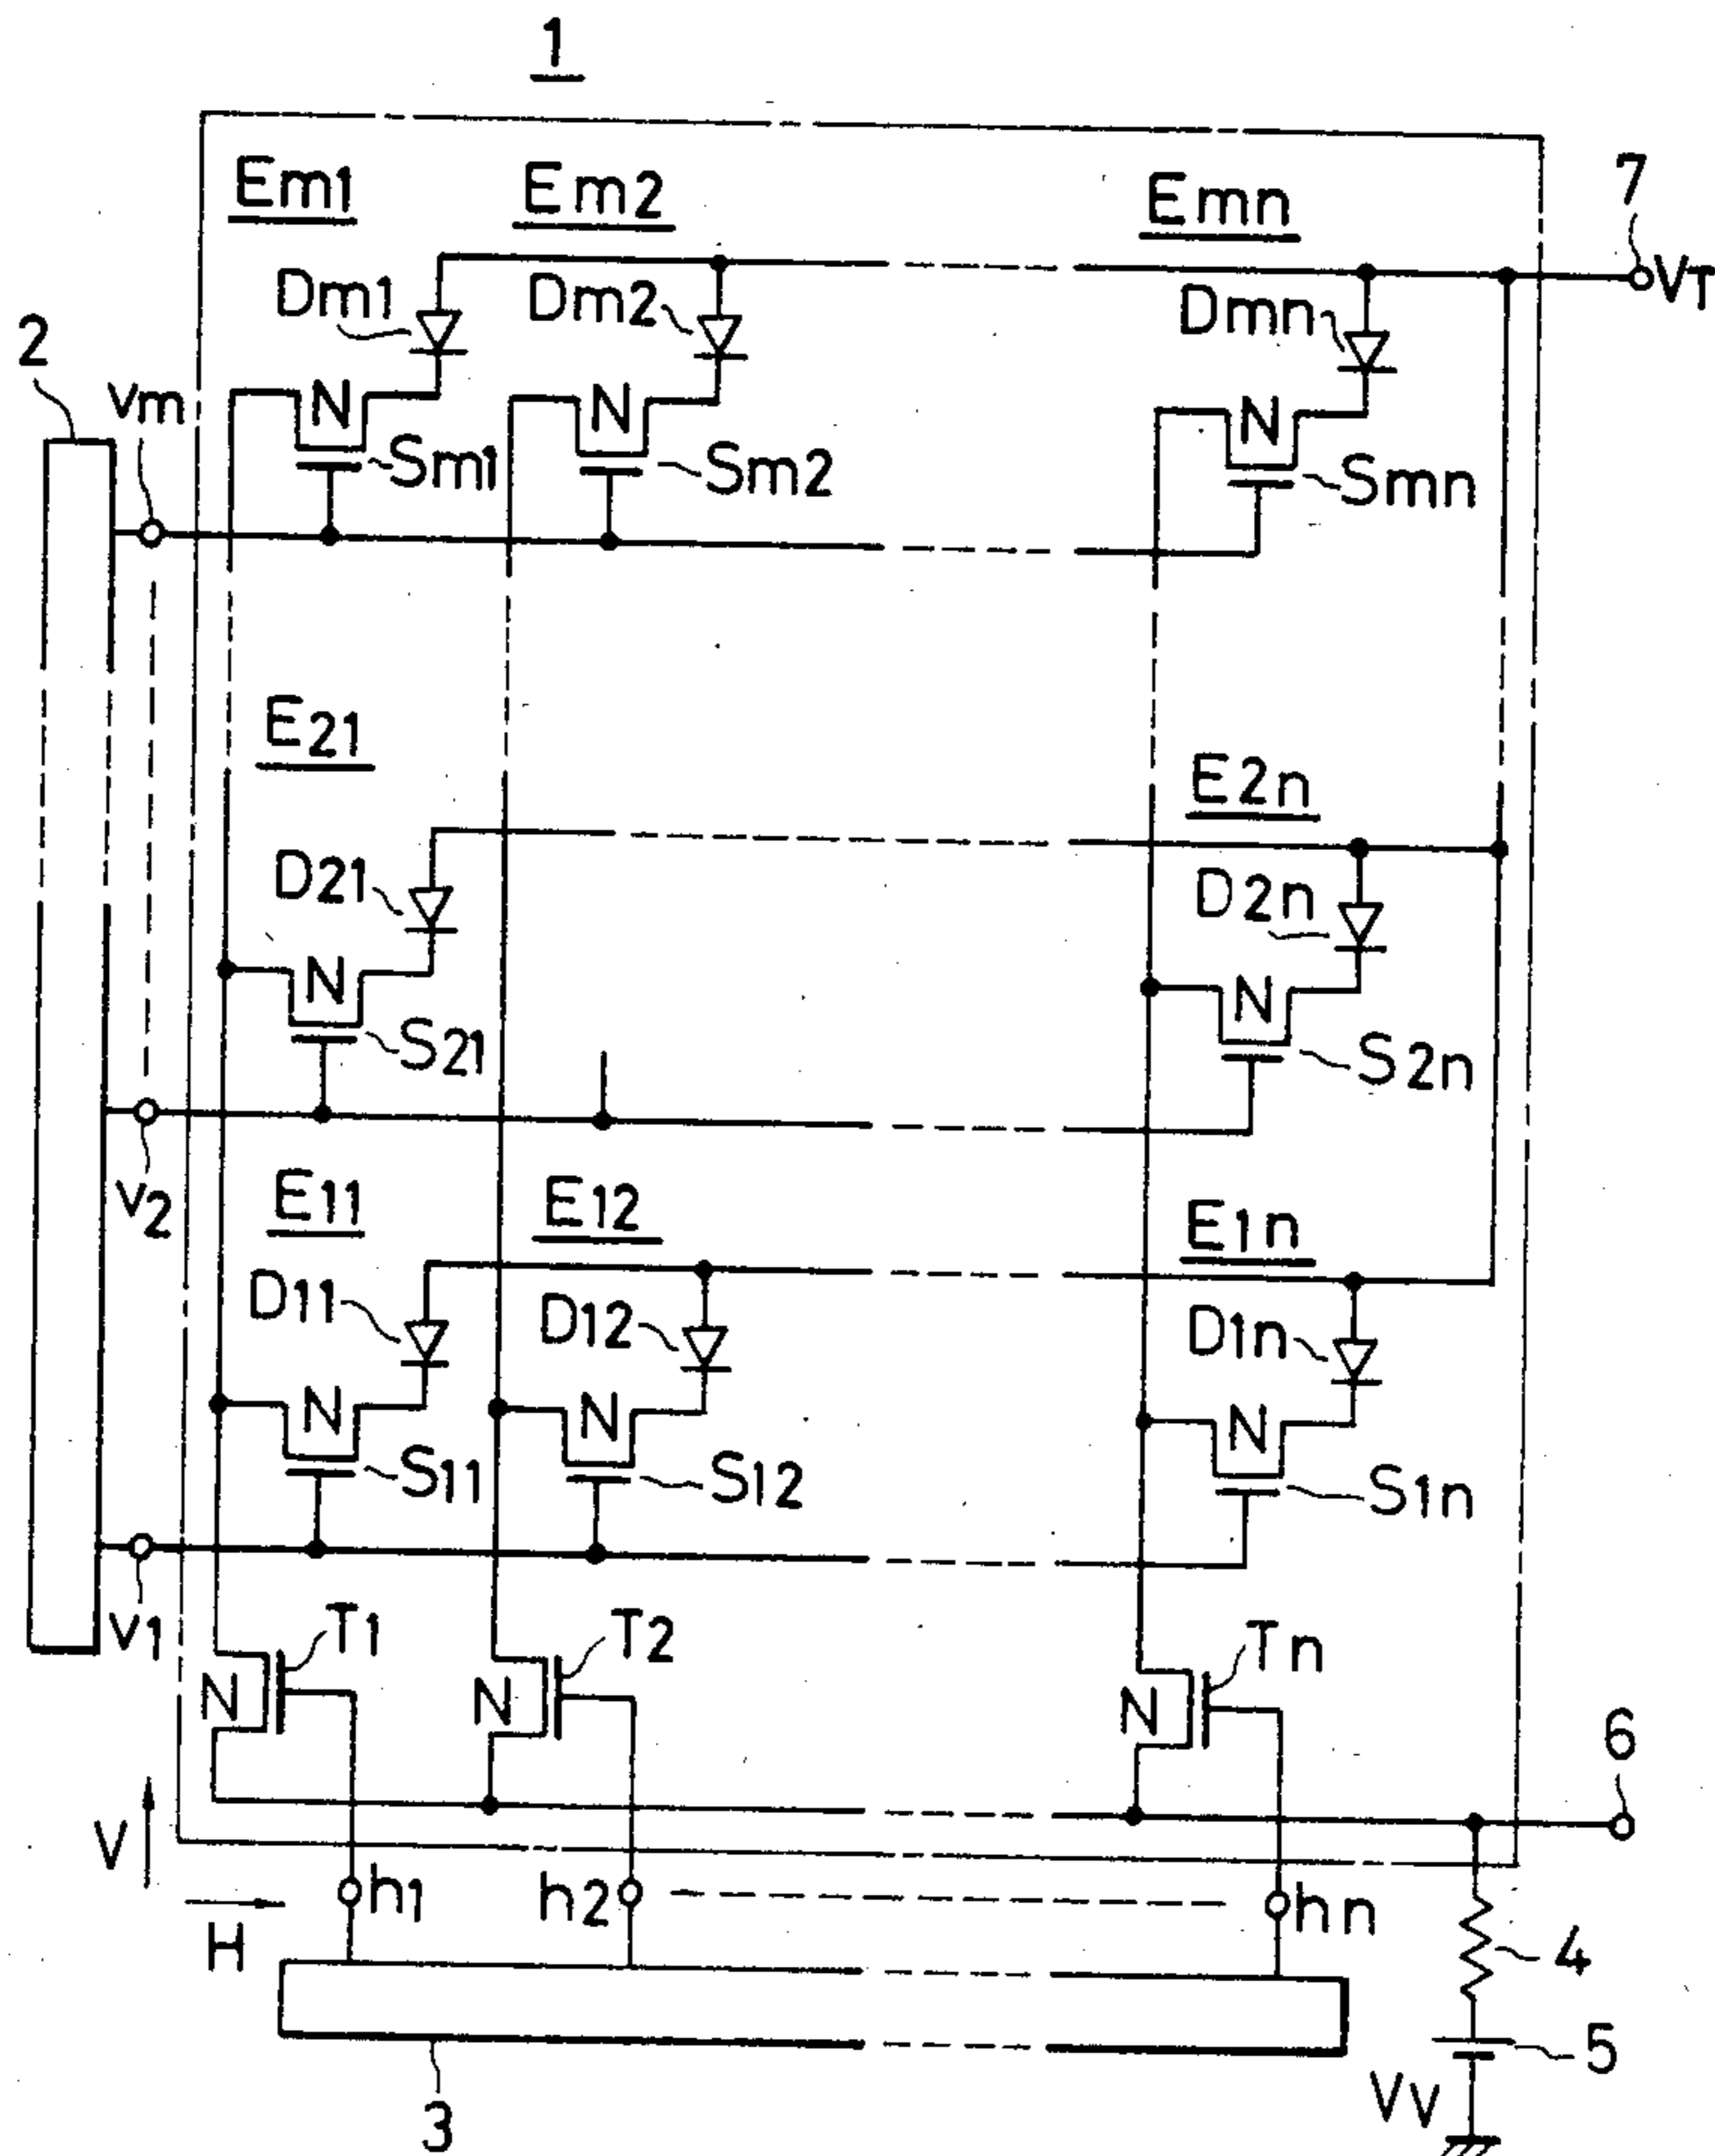 1
Em1 Em2 Emn 7
Dm1 Dm2 Dmn VT
2 vm N N N
Sm1 Sm2 Smn
E21 E2n
D21 D2n
N N
S21 S2n
v2 E11 E12 E1n
D11 D12 D1n
N N N
S11 S12 S1n
v1 T1 T2 Tn
N N N
6
V
H h1 h2 hn
4
5
3 VV